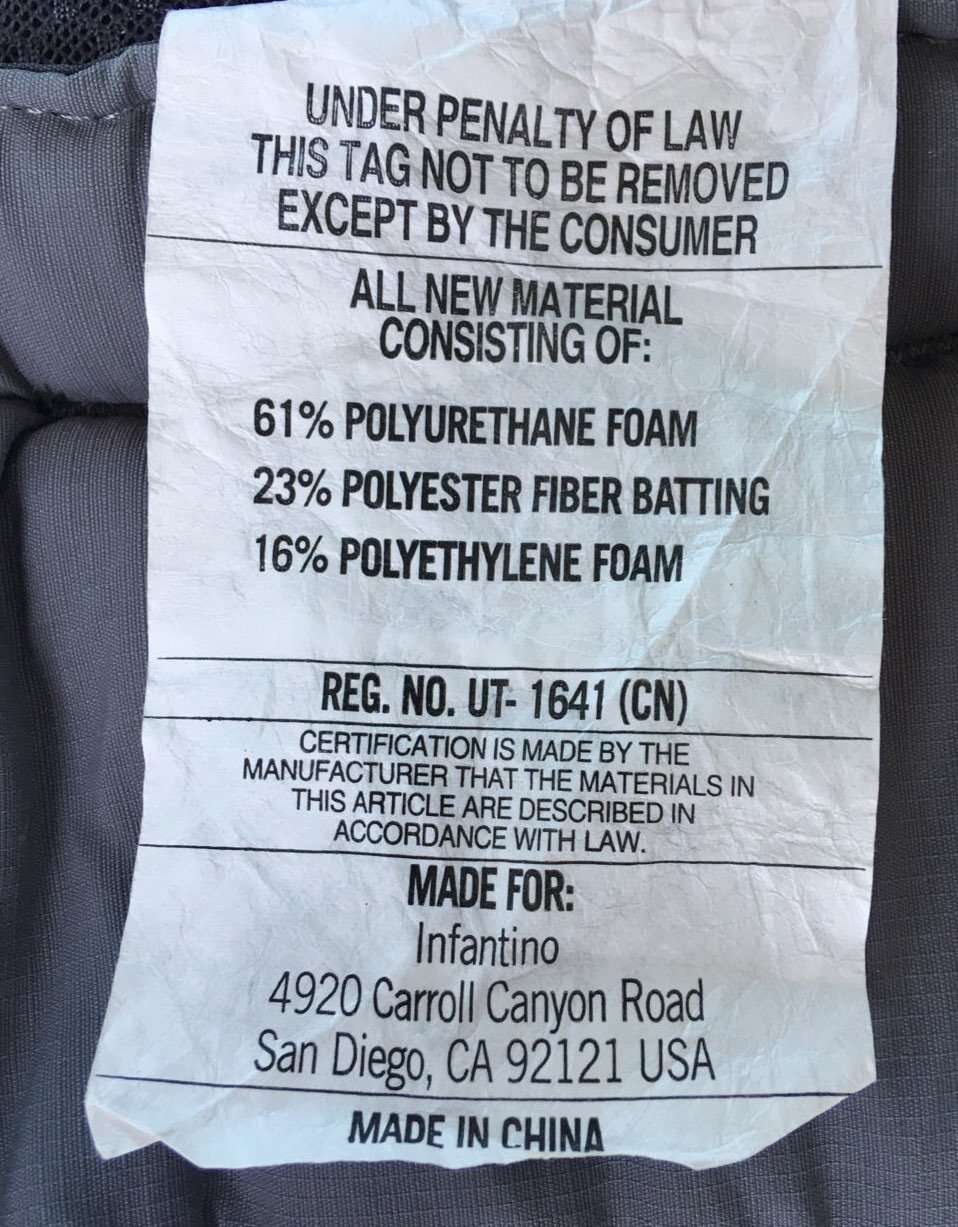 UNDER PENALTY OF LAW
THIS TAG NOT TO BE REMOVED
EXCEPT BY THE CONSUMER
ALL NEW MATERIAL
CONSISTING OF:
61% POLYURETHANE FOAM
23% POLYESTER FIBER BATTING
16% POLYETHYLENE FOAM
REG. NO. UT- 1641 (CN)
CERTIFICATION IS MADE BY THE
MANUFACTURER THAT THE MATERIALS IN
THIS ARTICLE ARE DESCRIBED IN
ACCORDANCE WITH LAW.
MADE FOR:
Infantino
4920 Carroll Canyon Road
San Diego, CA 92121 USA
MADE IN CHINA